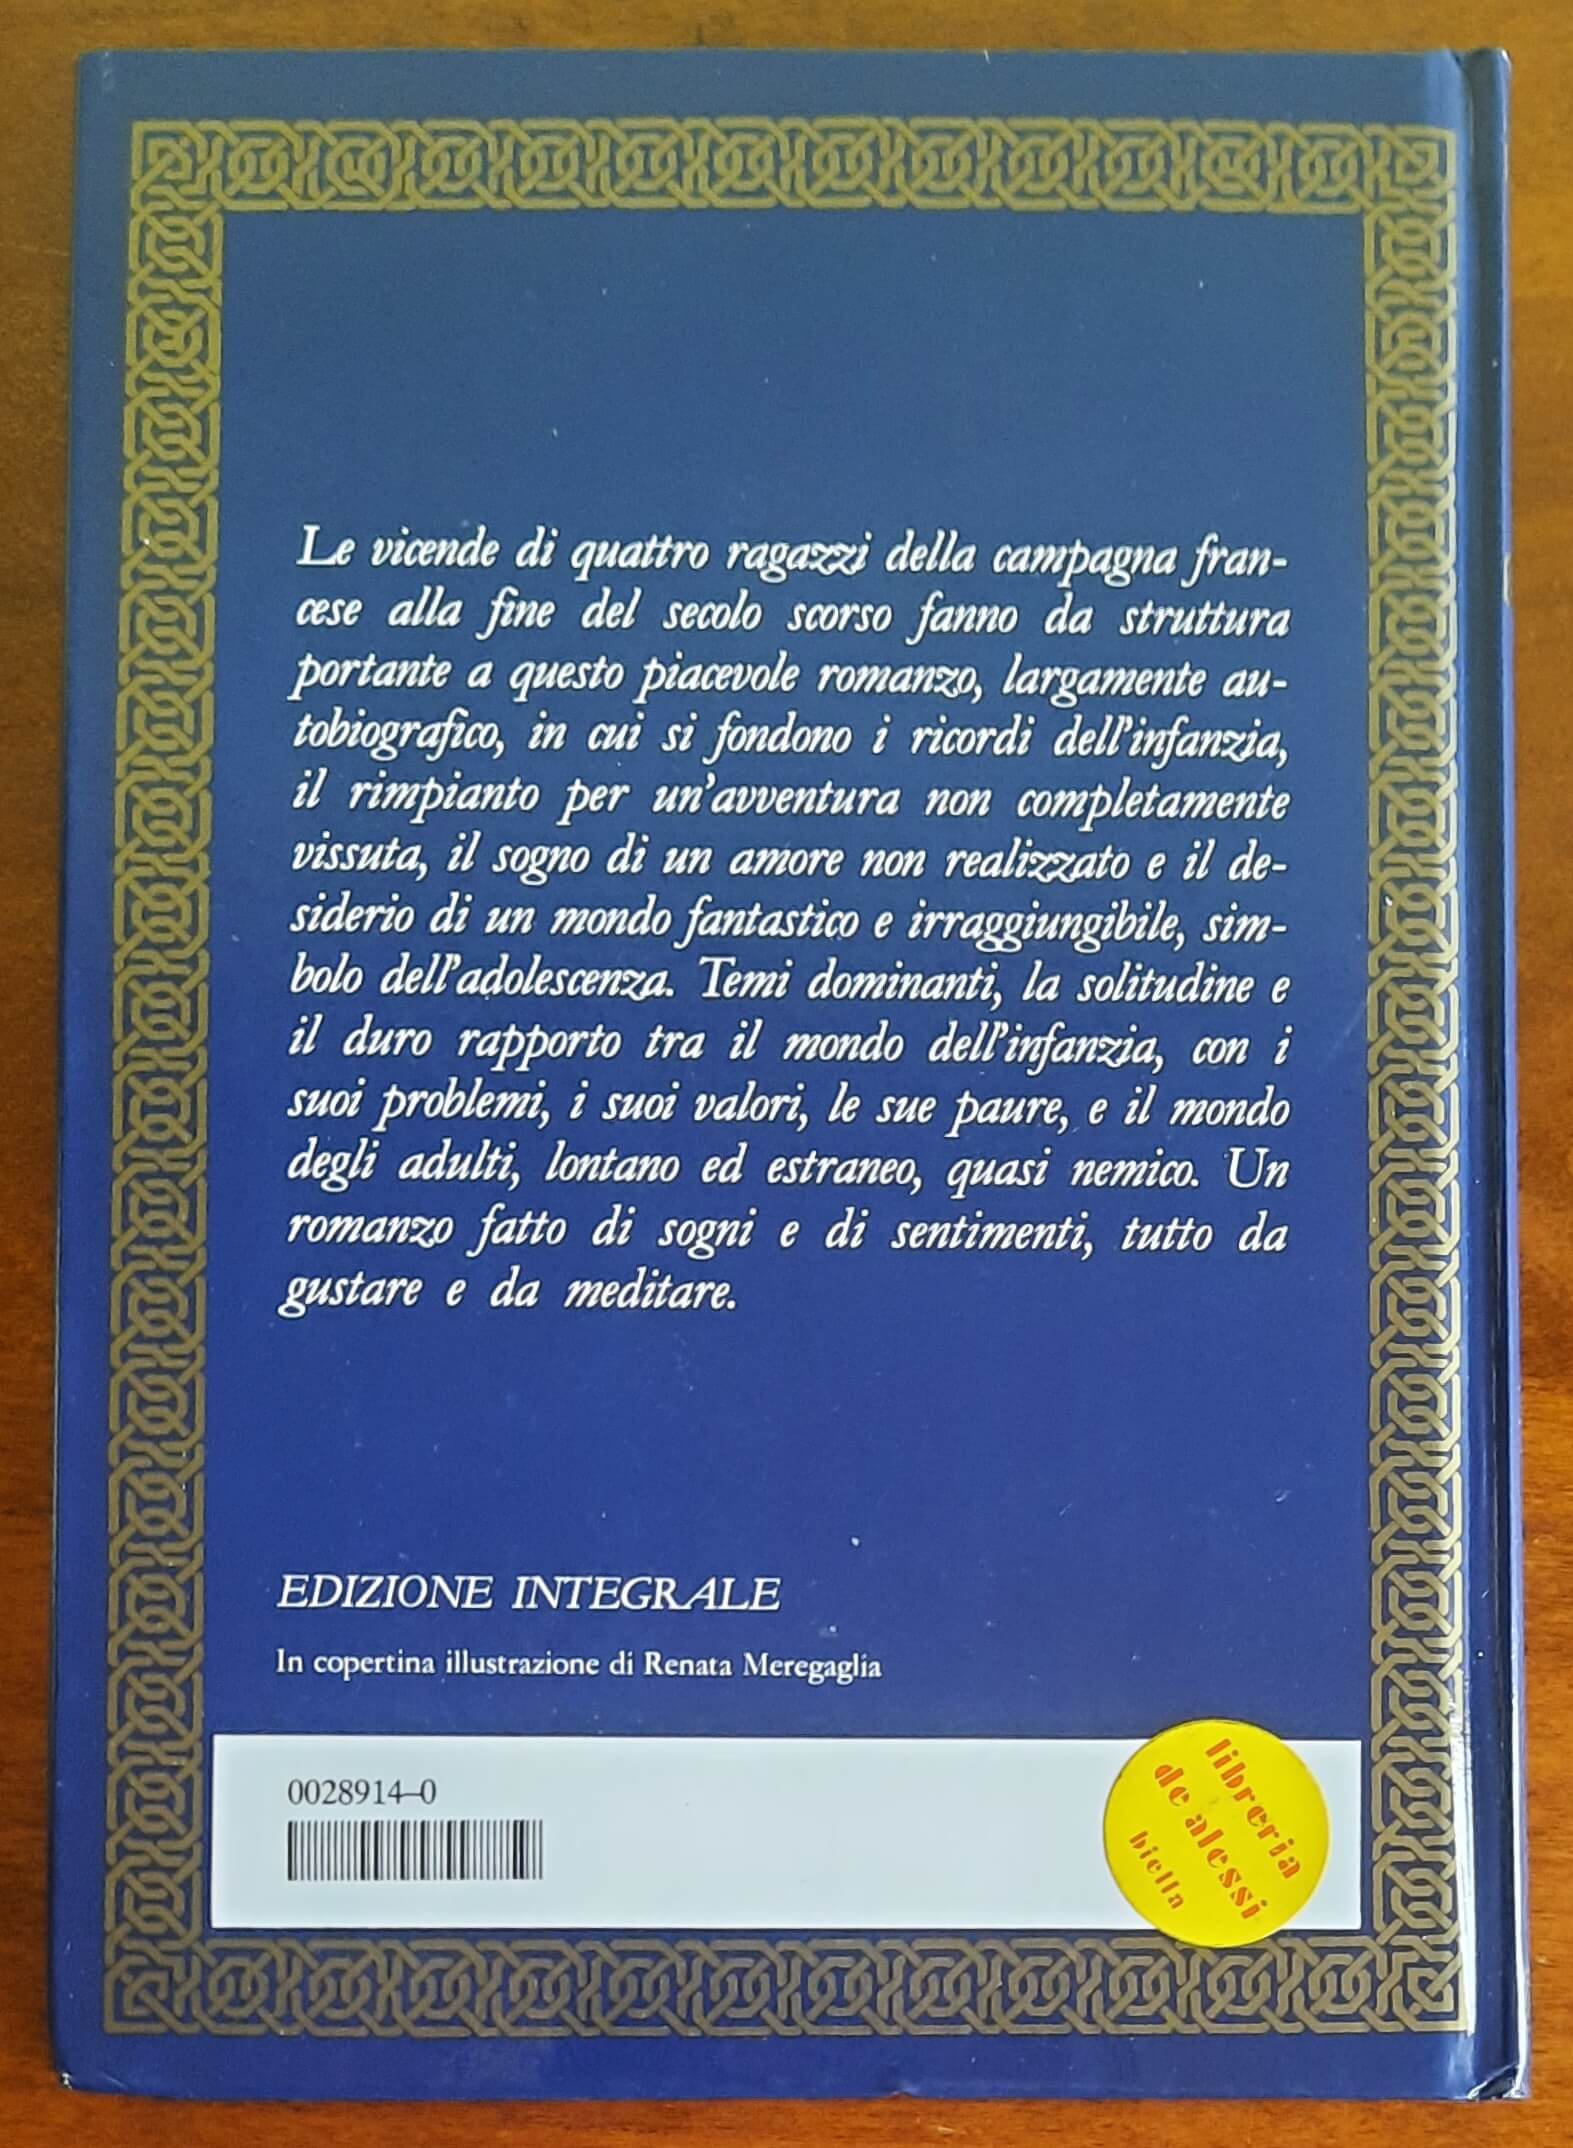 Le vicende di quattro ragazzi della campagna fran-
cese alla fine del secolo scorso fanno da struttura
portante a questo piacevole romanzo, largamente au-
tobiografico, in cui si fondono i ricordi dell'infanzia,
il rimpianto per un'avventura non completamente
vissuta, il sogno di un amore non realizzato e il de-
siderio di un mondo fantastico e irraggiungibile, sim-
bolo dell'adolescenza. Temi dominanti, la solitudine e
il duro rapporto tra il mondo dell'infanzia, con i
suoi problemi, i suoi valori, le sue paure, e il mondo
degli adulti, lontano ed estraneo, quasi nemico. Un
romanzo fatto di sogni e di sentimenti, tutto da
gustare e da meditare.
EDIZIONE INTEGRALE
In copertina illustrazione di Renata Meregaglia
0028914-0
libreria
de alessi
biella